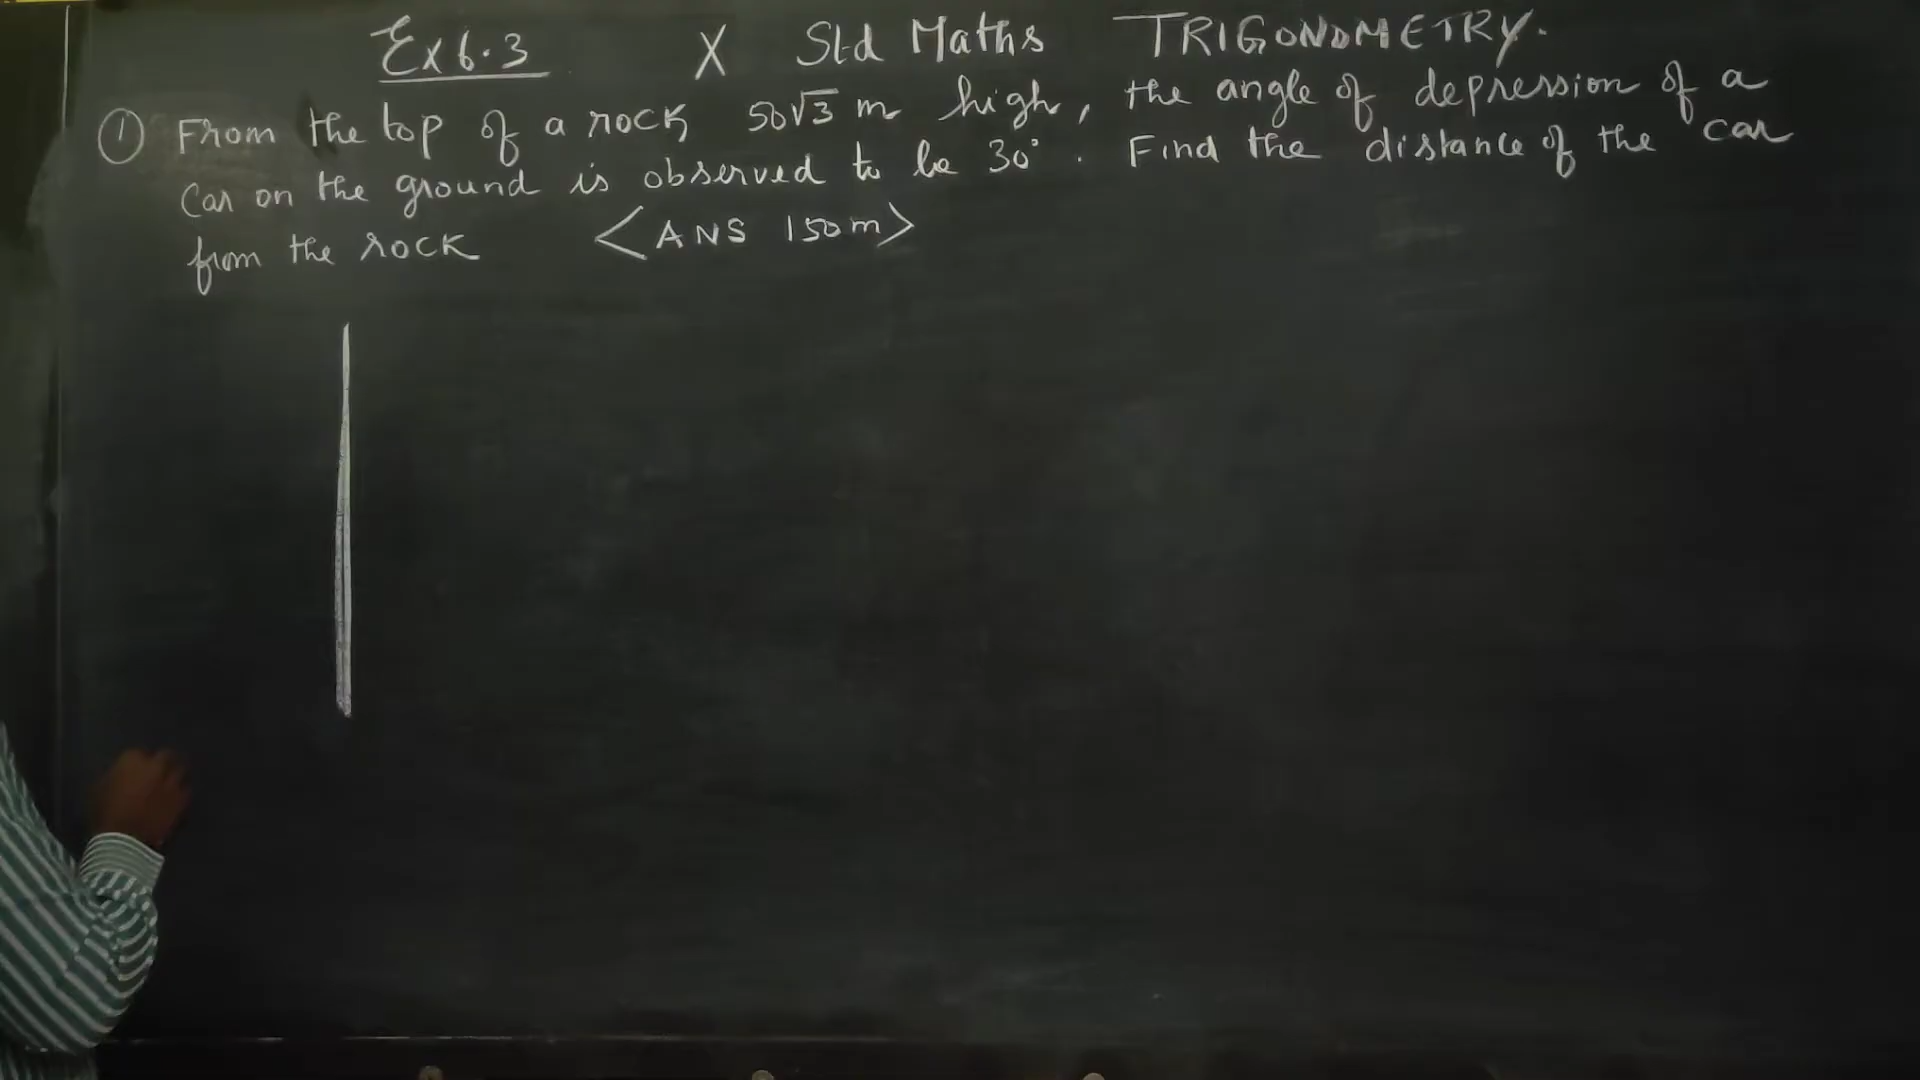 Ex 6.3 X Std Maths TRIGONOMETRY.
① From the top of a rock 50√3 m high, the angle of depression of a
Car on the ground is observed to be 30°. Find the distance of the car
from the rock <ANS 150m>